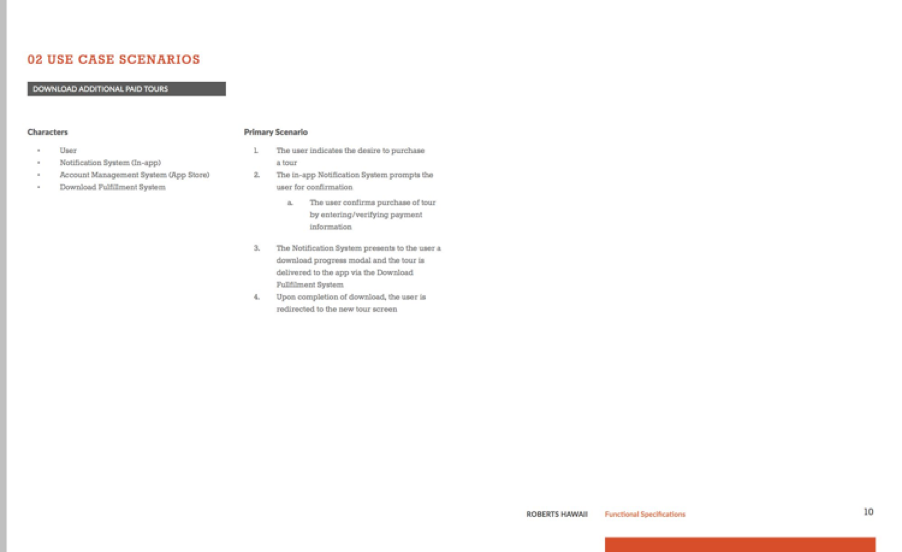 02 USE CASE SCENARIOS
DOWNLOAD ADDITIONAL PAID TOURS
Characters
• User
• Notification System (In-app)
• Account Management System (App Store)
• Download Fulfillment System
Primary Scenario
1. The user indicates the desire to purchase
a tour
2. The in-app Notification System prompts the
user for confirmation
a. The user confirms purchase of tour
by entering/verifying payment
information
3. The Notification System presents to the user a
download progress modal and the tour is
delivered to the app via the Download
Fullfilment System
4. Upon completion of download, the user is
redirected to the new tour screen
ROBERTS HAWAII Functional Specifications 10